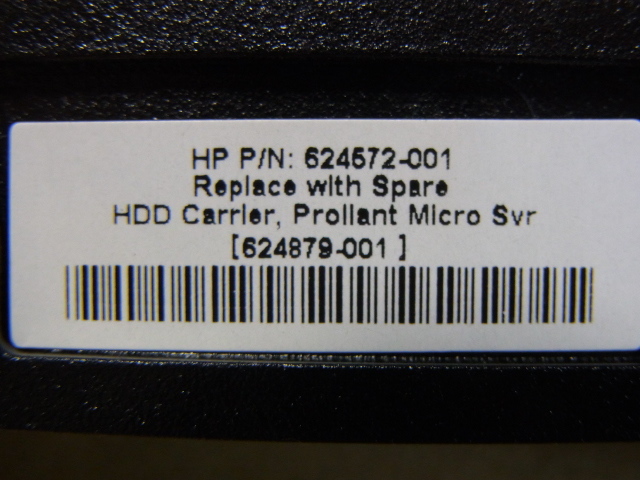 HP P/N: 624572-001
Replace with Spare
HDD Carrier, Proliant Micro Svr
[624879-001 ]